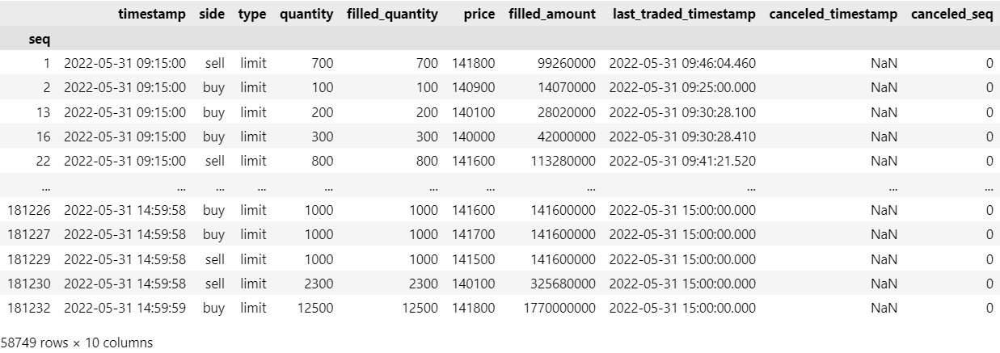 timestamp side type quantity filled_quantity price filled_amount last_traded_timestamp canceled_timestamp canceled_seq
seq
1 2022-05-31 09:15:00 sell limit 700 700 141800 99260000 2022-05-31 09:46:04.460 NaN 0
2 2022-05-31 09:15:00 buy limit 100 100 140900 14070000 2022-05-31 09:25:00.000 NaN 0
13 2022-05-31 09:15:00 buy limit 200 200 140100 28020000 2022-05-31 09:30:28.100 NaN 0
16 2022-05-31 09:15:00 buy limit 300 300 140000 42000000 2022-05-31 09:30:28.410 NaN 0
22 2022-05-31 09:15:00 sell limit 800 800 141600 113280000 2022-05-31 09:41:21.520 NaN 0
... ... ... ... ... ... ... ... ... ... ...
181226 2022-05-31 14:59:58 buy limit 1000 1000 141600 141600000 2022-05-31 15:00:00.000 NaN 0
181227 2022-05-31 14:59:58 buy limit 1000 1000 141700 141600000 2022-05-31 15:00:00.000 NaN 0
181229 2022-05-31 14:59:58 sell limit 1000 1000 141500 141600000 2022-05-31 15:00:00.000 NaN 0
181230 2022-05-31 14:59:58 sell limit 2300 2300 140100 325680000 2022-05-31 15:00:00.000 NaN 0
181232 2022-05-31 14:59:59 buy limit 12500 12500 141800 1770000000 2022-05-31 15:00:00.000 NaN 0
58749 rows × 10 columns